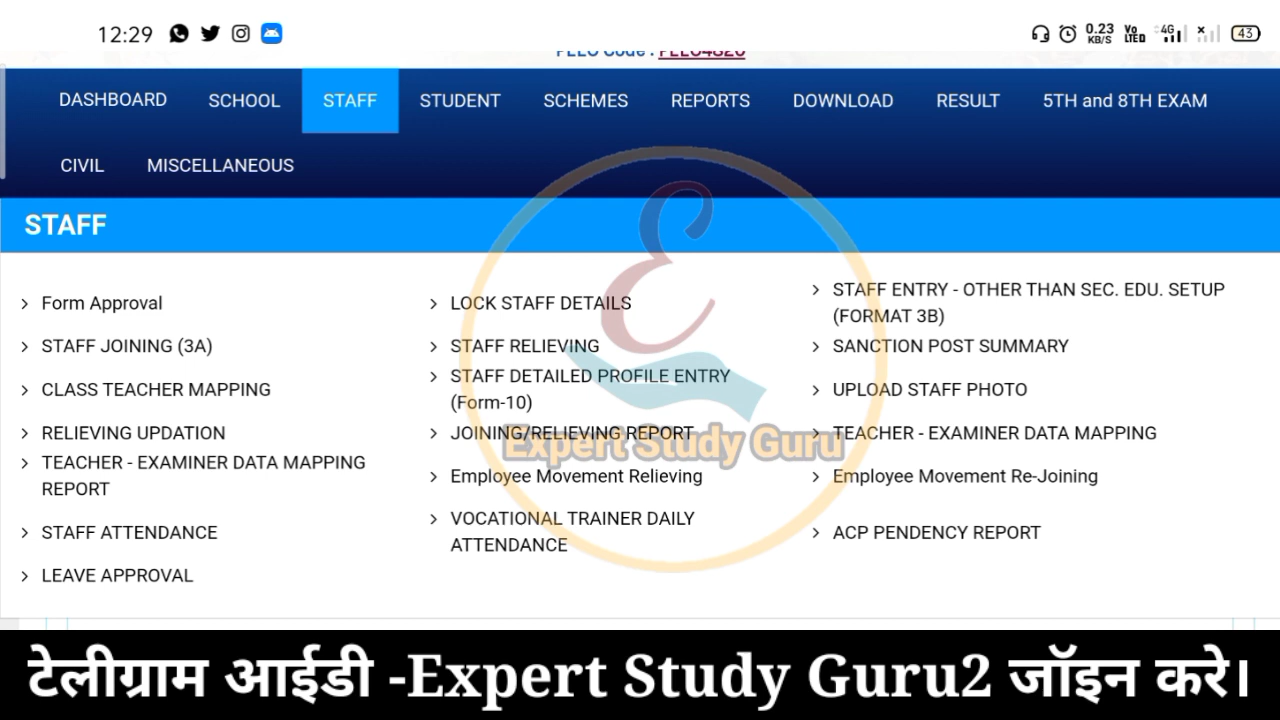 12:29 0.23 KB/S Vo LTED 4G 43
PEEO Code :
DASHBOARD SCHOOL STAFF STUDENT SCHEMES REPORTS DOWNLOAD RESULT 5TH and 8TH EXAM
CIVIL MISCELLANEOUS
STAFF
Form Approval
LOCK STAFF DETAILS
STAFF ENTRY - OTHER THAN SEC. EDU. SETUP
(FORMAT 3B)
STAFF JOINING (3A)
STAFF RELIEVING
SANCTION POST SUMMARY
CLASS TEACHER MAPPING
STAFF DETAILED PROFILE ENTRY
(Form-10)
UPLOAD STAFF PHOTO
RELIEVING UPDATION
JOINING/RELIEVING REPORT
TEACHER - EXAMINER DATA MAPPING
Expert Study Guru
TEACHER - EXAMINER DATA MAPPING
REPORT
Employee Movement Relieving
Employee Movement Re-Joining
STAFF ATTENDANCE
VOCATIONAL TRAINER DAILY
ATTENDANCE
ACP PENDENCY REPORT
LEAVE APPROVAL
टेलीग्राम आईडी -Expert Study Guru2 जॉइन करे।